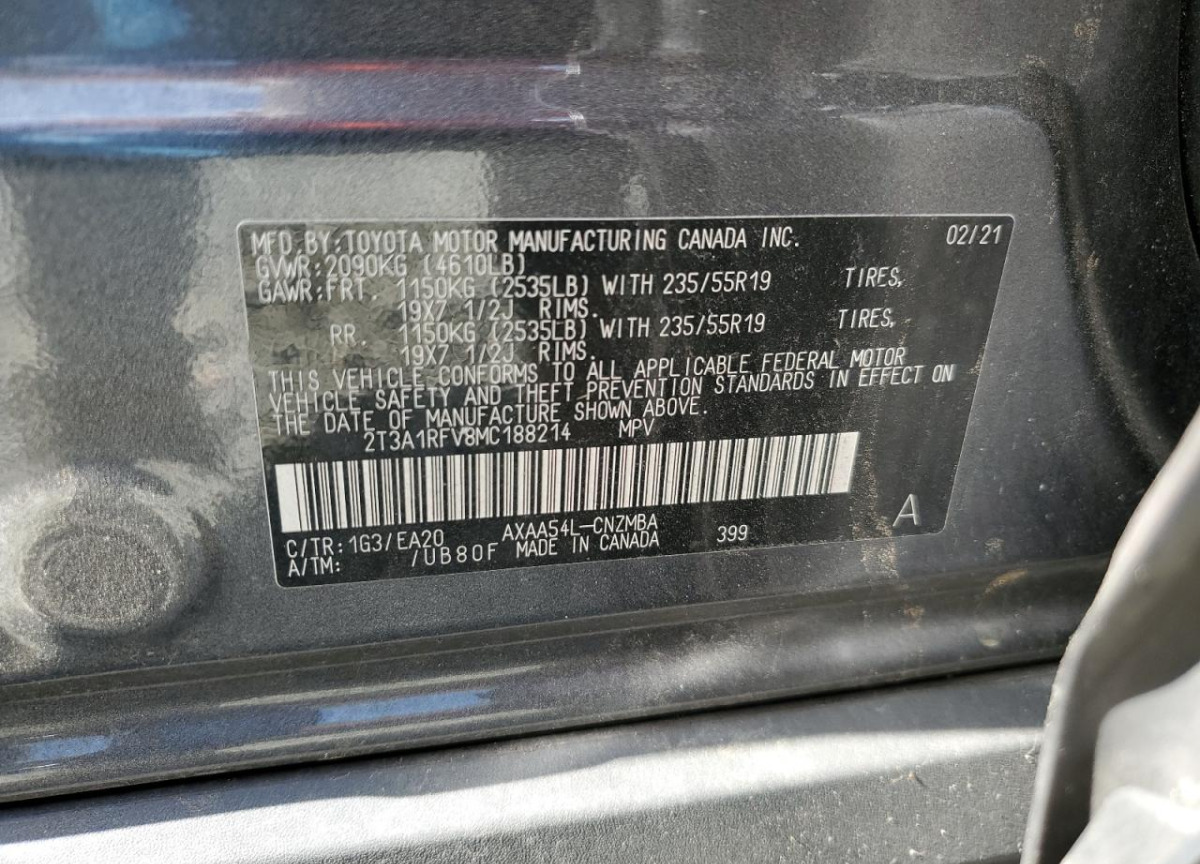 MFD.BY:TOYOTA MOTOR MANUFACTURING CANADA INC. 02/21
GVWR:2090KG (4610LB)
GAWR:FRT. 1150KG (2535LB) WITH 235/55R19 TIRES,
19X7 1/2J RIMS.
RR. 1150KG (2535LB) WITH 235/55R19 TIRES,
19X7 1/2J RIMS.
THIS VEHICLE CONFORMS TO ALL APPLICABLE FEDERAL MOTOR
VEHICLE SAFETY AND THEFT PREVENTION STANDARDS IN EFFECT ON
THE DATE OF MANUFACTURE SHOWN ABOVE.
2T3A1RFV8MC188214 MPV
C/TR:1G3/EA20 AXAA54L-CNZMBA 399 A
A/TM: /UB80F MADE IN CANADA